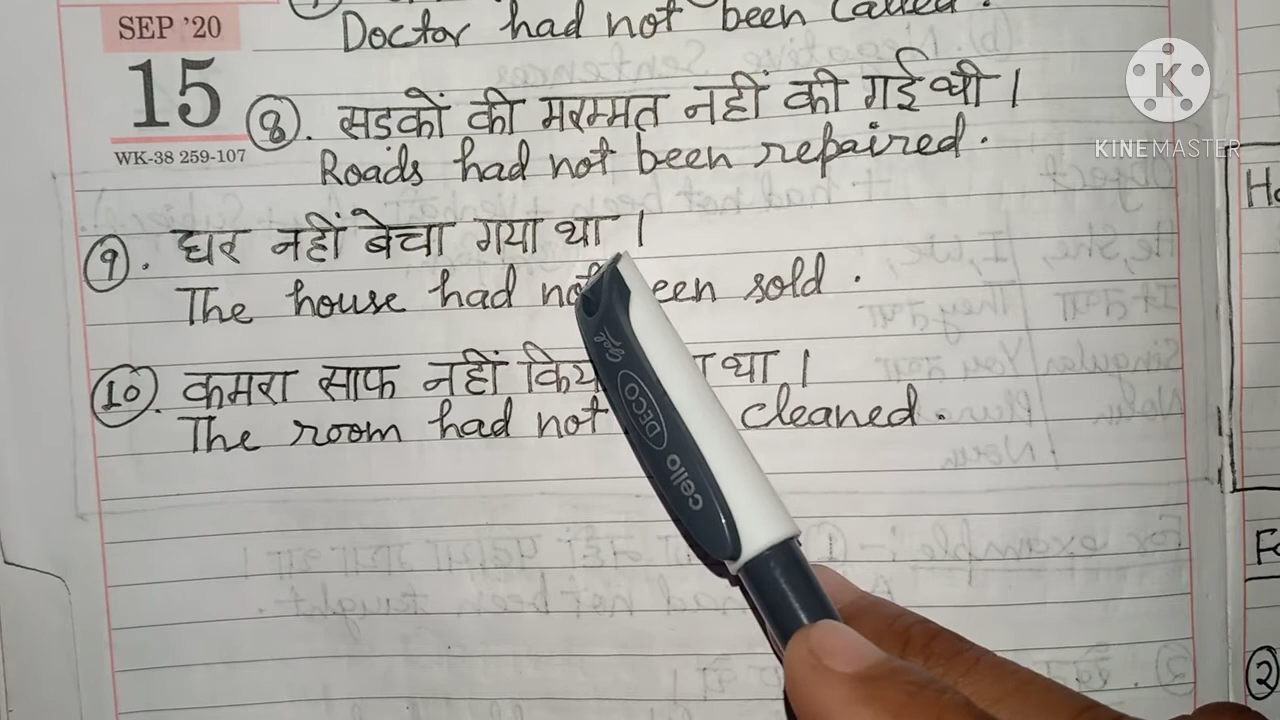 Doctor had not been called.
SEP '20
15
WK-38 259-107
⑧. सड़कों की मरम्मत नहीं की गई थी।
Roads had not been repaired.
⑨. घर नहीं बेचा गया था।
The house had een sold.
⑩. कमरा साफ नहीं था।
The room had not cleaned.
K
KINEMASTER
cello
DECO
gel
②